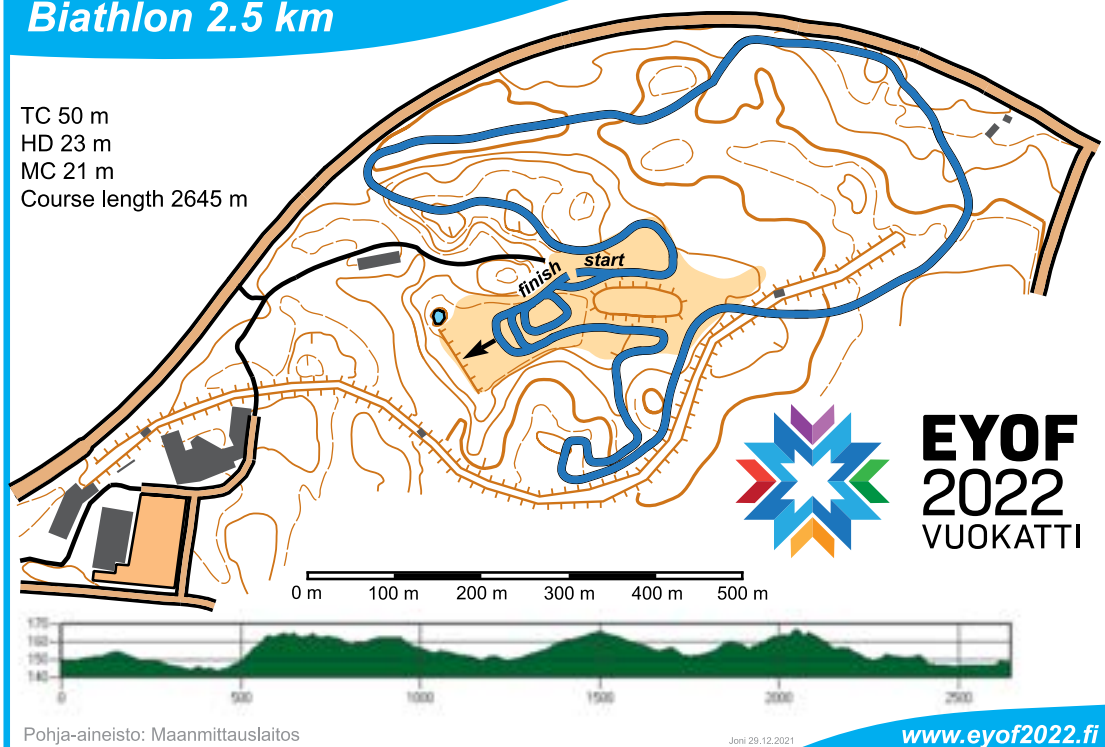 Biathlon 2.5 km
TC 50 m
HD 23 m
MC 21 m
Course length 2645 m
start
finish
EYOF
2022
VUOKATTI
0 m 100 m 200 m 300 m 400 m 500 m
170
160
150
140
0 500 1000 1500 2000 2500
Pohja-aineisto: Maanmittauslaitos
Joni 29.12.2021
www.eyof2022.fi